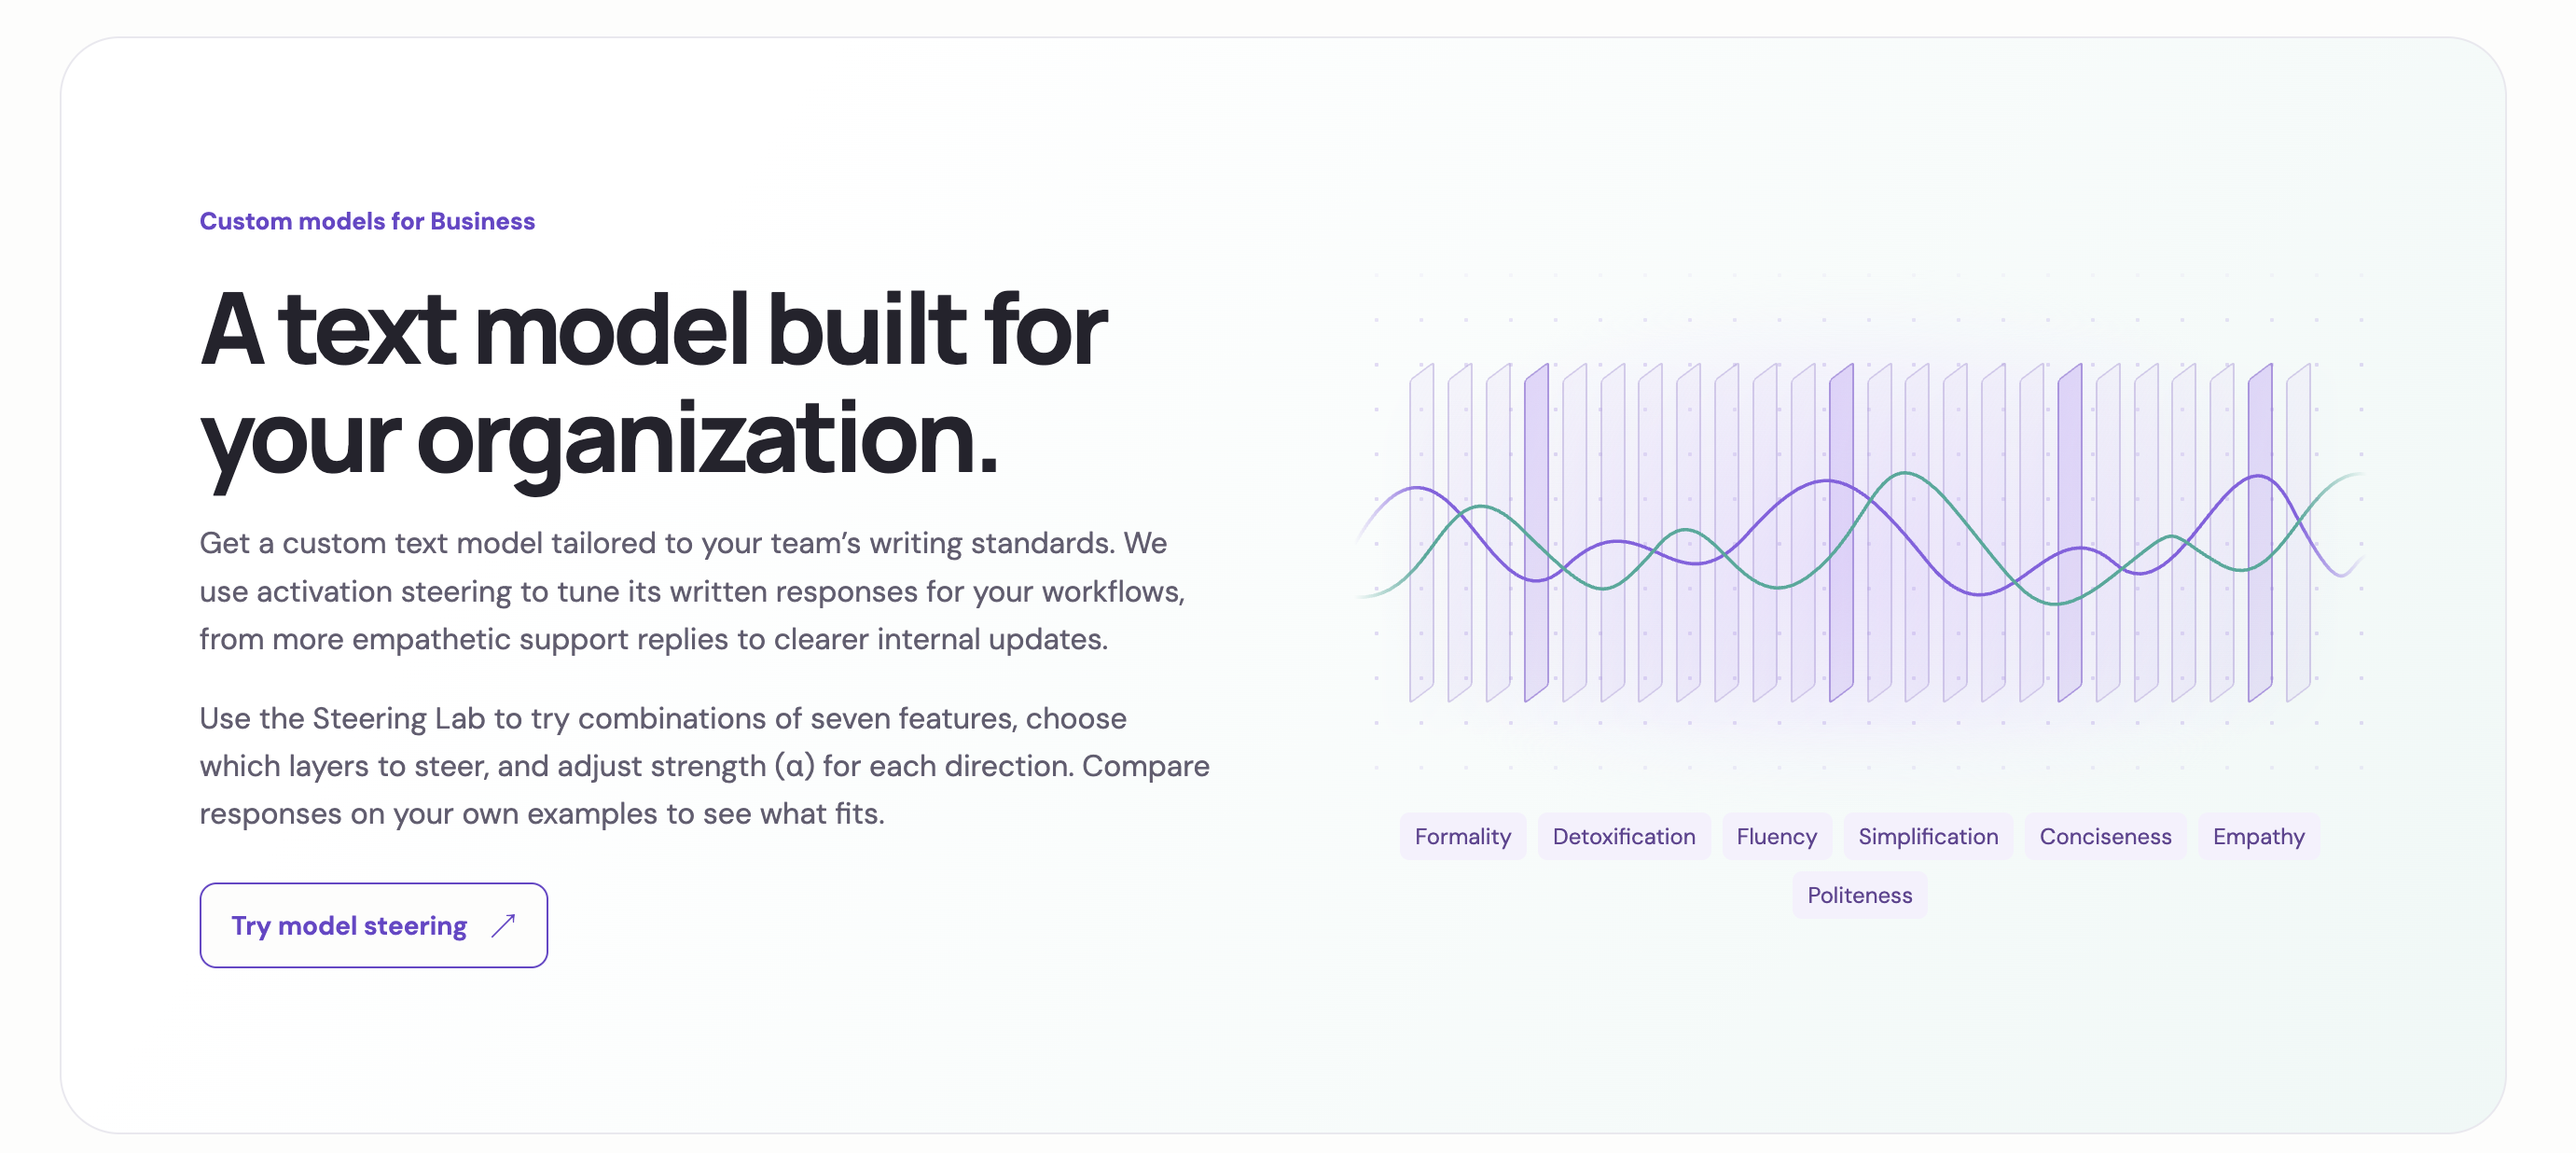 Custom models for Business
A text model built for
your organization.
Get a custom text model tailored to your team’s writing standards. We
use activation steering to tune its written responses for your workflows,
from more empathetic support replies to clearer internal updates.
Use the Steering Lab to try combinations of seven features, choose
which layers to steer, and adjust strength (α) for each direction. Compare
responses on your own examples to see what fits.
Try model steering ↗
Formality Detoxification Fluency Simplification Conciseness Empathy
Politeness